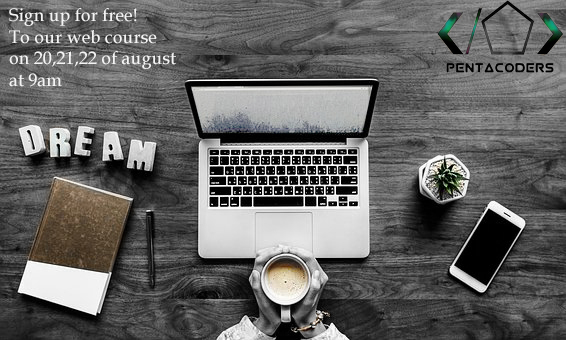 Sign up for free!
To our web course
on 20,21,22 of august
at 9am
PENTACODERS
DREAM